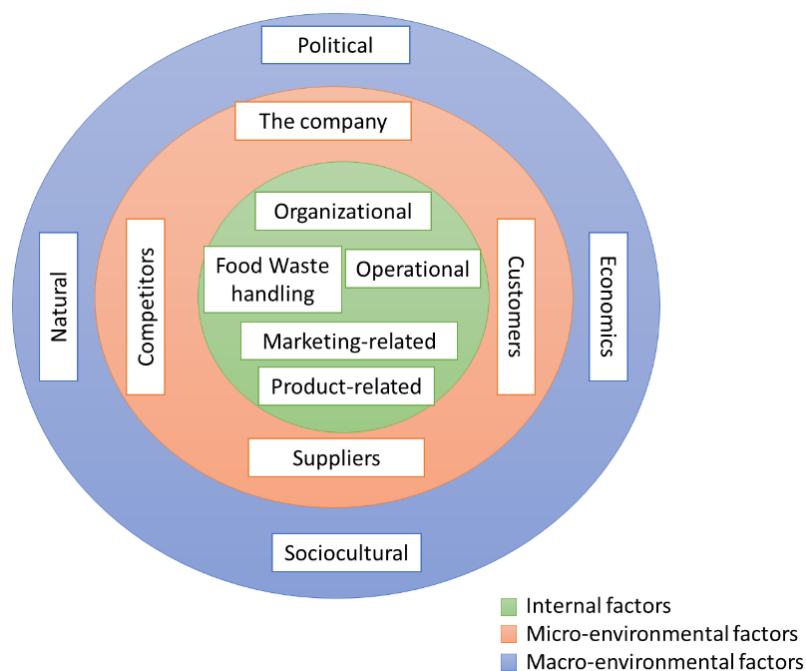 Political
The company
Organizational
Food Waste
handling
Operational
Natural
Competitors
Customers
Economics
Marketing-related
Product-related
Suppliers
Sociocultural
Internal factors
Micro-environmental factors
Macro-environmental factors